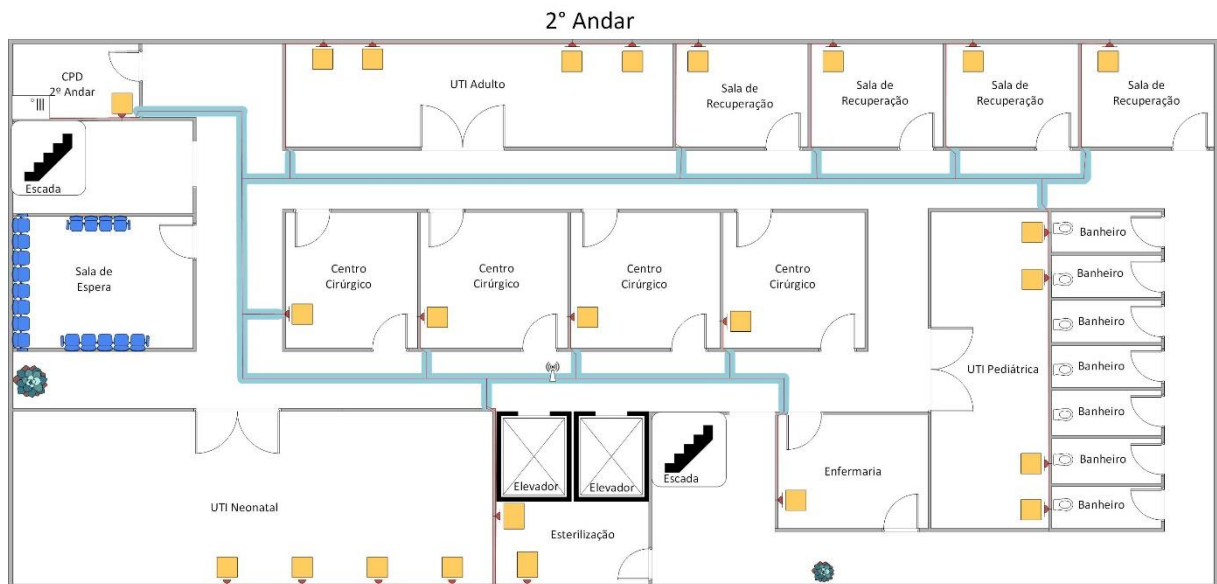 2° Andar
CPD
2º Andar
UTI Adulto
Sala de
Recuperação
Sala de
Recuperação
Sala de
Recuperação
Sala de
Recuperação
Escada
Sala de
Espera
Centro
Cirúrgico
Centro
Cirúrgico
Centro
Cirúrgico
Centro
Cirúrgico
UTI Pediátrica
Banheiro
Banheiro
Banheiro
Banheiro
Banheiro
Banheiro
Banheiro
UTI Neonatal
Elevador
Elevador
Escada
Esterilização
Enfermaria